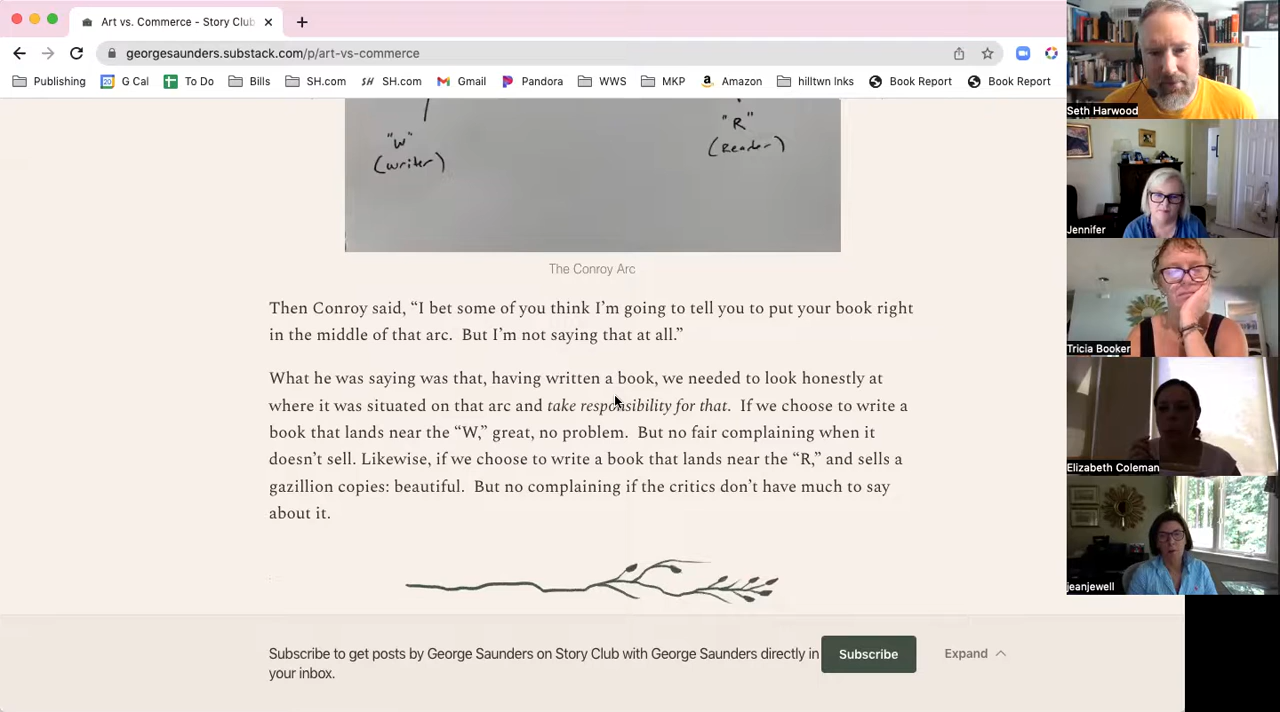 Art vs. Commerce - Story Club
georgesaunders.substack.com/p/art-vs-commerce
Publishing G Cal To Do Bills SH.com SH.com Gmail Pandora WWS MKP Amazon hilltwn Inks Book Report Book Report
"W"
(writer)
"R"
(Reader)
The Conroy Arc
Then Conroy said, “I bet some of you think I’m going to tell you to put your book right
in the middle of that arc. But I’m not saying that at all.”
What he was saying was that, having written a book, we needed to look honestly at
where it was situated on that arc and take responsibility for that. If we choose to write a
book that lands near the “W,” great, no problem. But no fair complaining when it
doesn’t sell. Likewise, if we choose to write a book that lands near the “R,” and sells a
gazillion copies: beautiful. But no complaining if the critics don’t have much to say
about it.
Subscribe to get posts by George Saunders on Story Club with George Saunders directly in
your inbox.
Subscribe
Expand
Seth Harwood
Jennifer
Tricia Booker
Elizabeth Coleman
jeanjewell